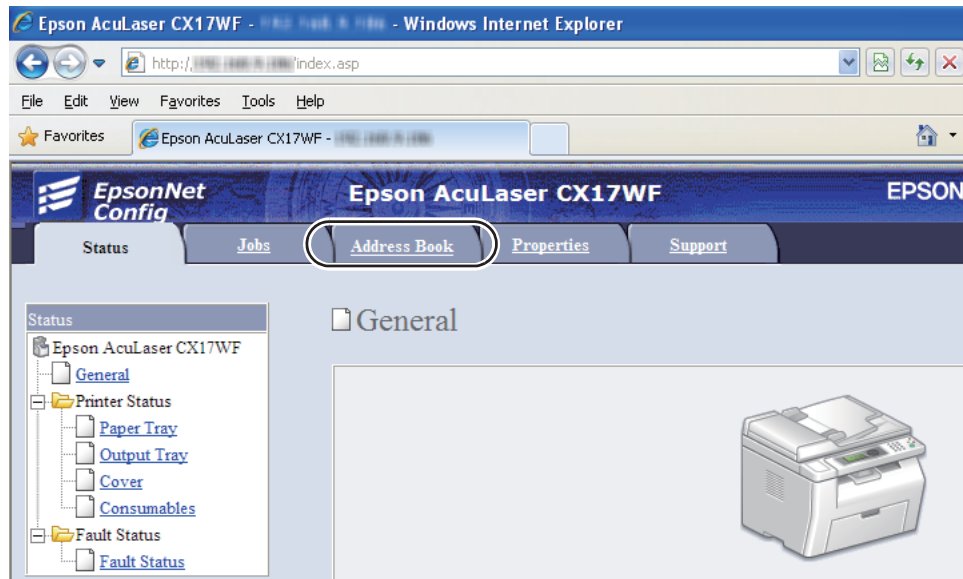 Epson AcuLaser CX17WF - - Windows Internet Explorer
http:/ /index.asp
File Edit View Favorites Tools Help
Favorites Epson AcuLaser CX17WF -
EpsonNet Config
Epson AcuLaser CX17WF
EPSON
Status Jobs Address Book Properties Support
Status
General
Epson AcuLaser CX17WF
General
Printer Status
Paper Tray
Output Tray
Cover
Consumables
Fault Status
Fault Status